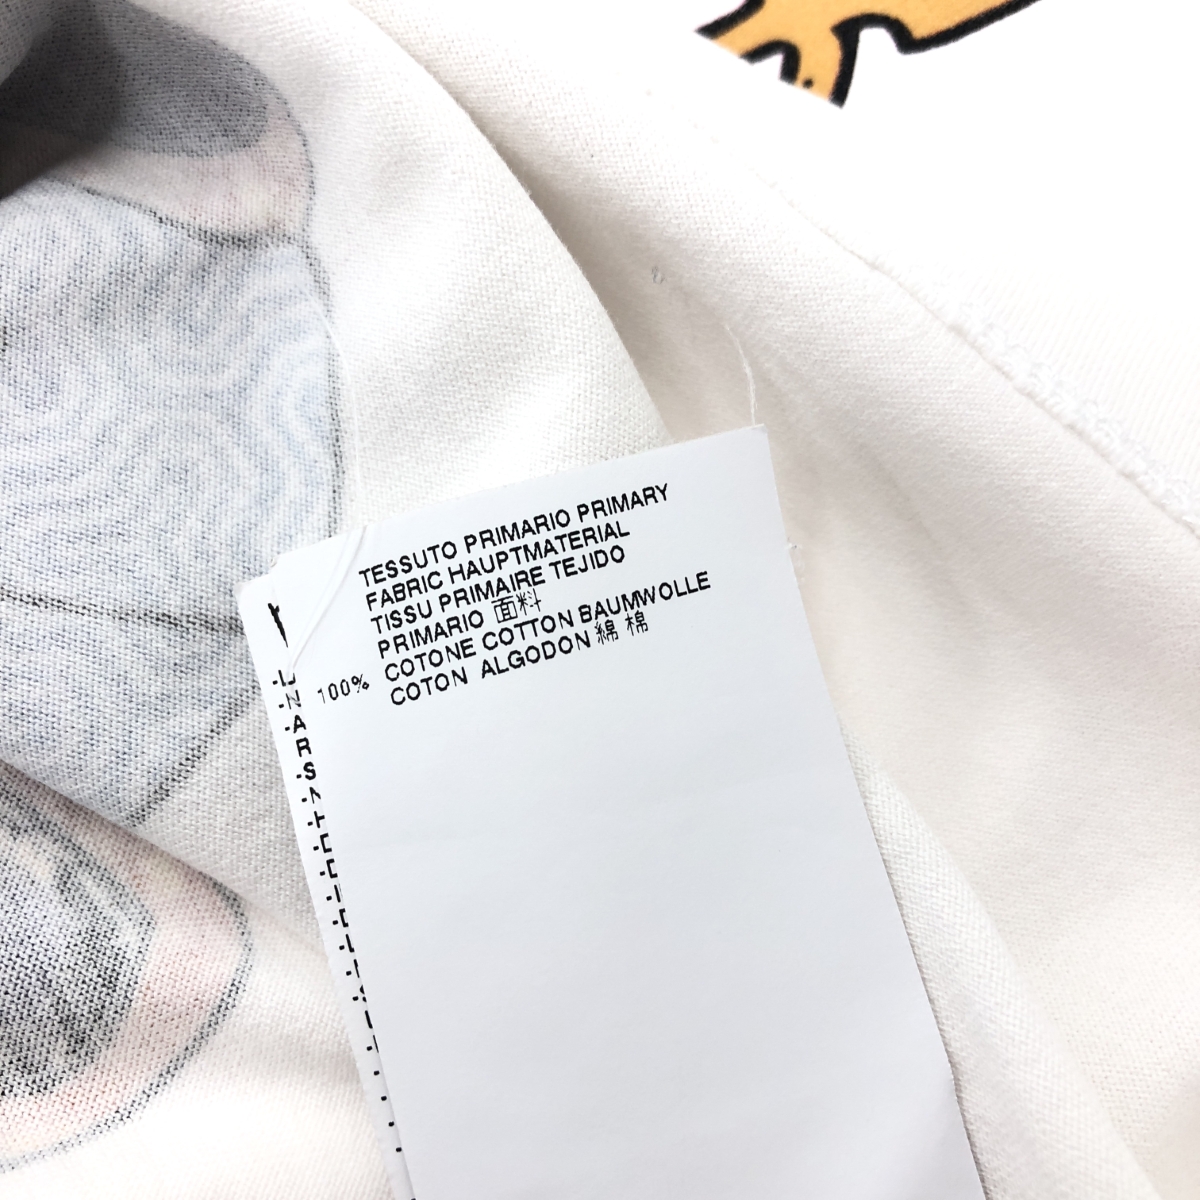 TESSUTO PRIMARIO PRIMARY
FABRIC HAUPTMATERIAL
TISSU PRIMAIRE TEJIDO
PRIMARIO 面料
COTONE COTTON BAUMWOLLE
100% COTON ALGODON 綿 棉